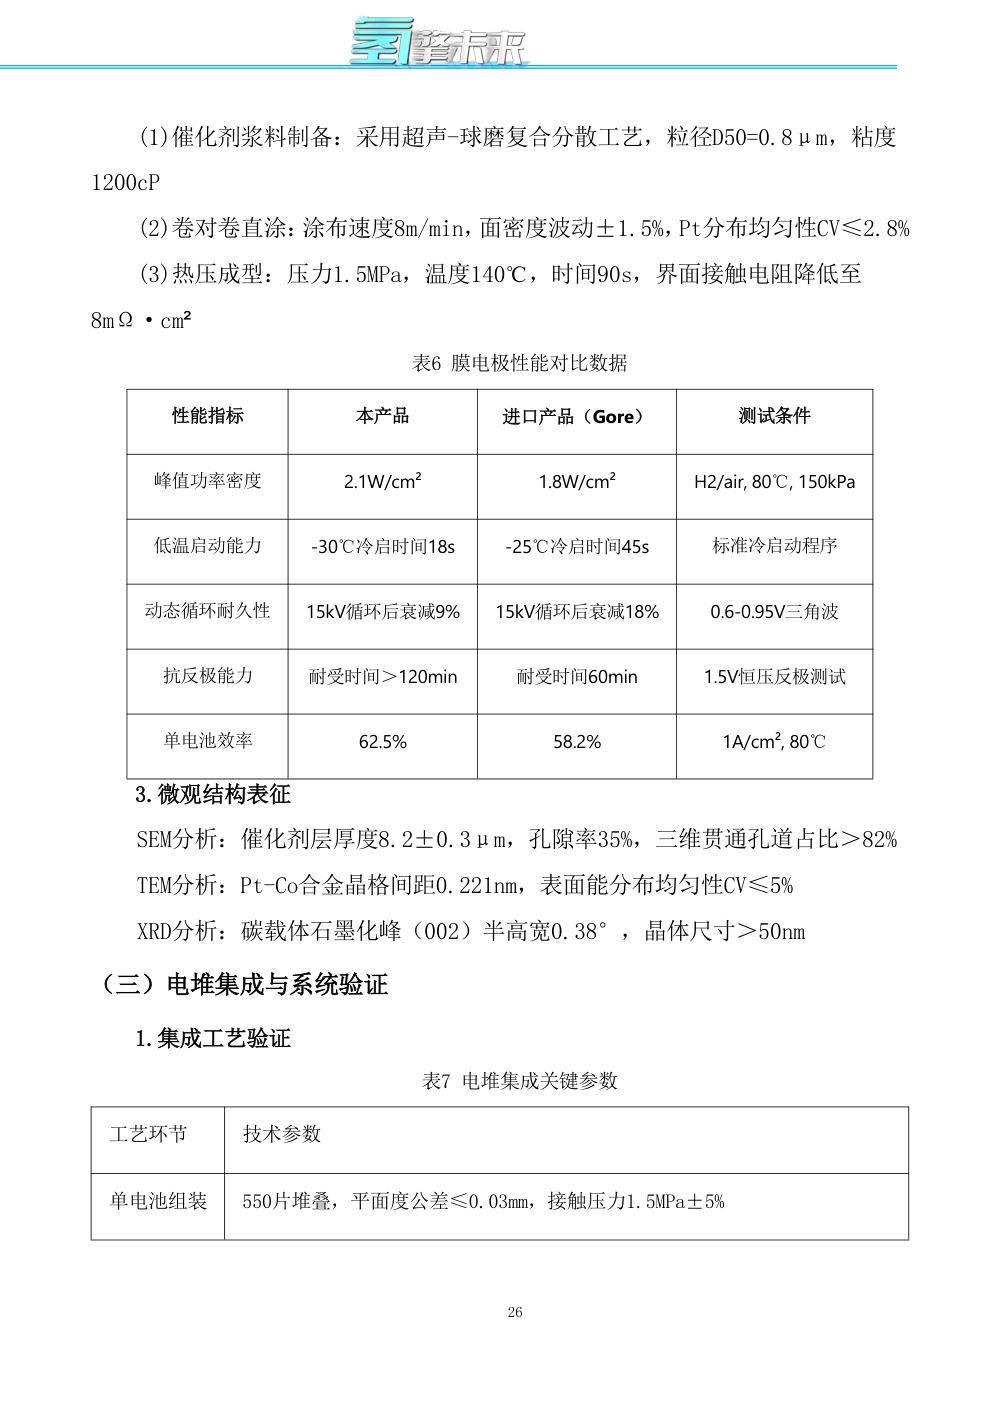 氢擎未来
(1)催化剂浆料制备：采用超声-球磨复合分散工艺，粒径D50=0.8μm，粘度
1200cP
(2)卷对卷直涂：涂布速度8m/min，面密度波动±1.5%，Pt分布均匀性CV≤2.8%
(3)热压成型：压力1.5MPa，温度140℃，时间90s，界面接触电阻降低至
8mΩ·cm²
表6 膜电极性能对比数据
性能指标 本产品 进口产品（Gore） 测试条件
峰值功率密度 2.1W/cm² 1.8W/cm² H2/air, 80℃, 150kPa
低温启动能力 -30℃冷启时间18s -25℃冷启时间45s 标准冷启动程序
动态循环耐久性 15kV循环后衰减9% 15kV循环后衰减18% 0.6-0.95V三角波
抗反极能力 耐受时间＞120min 耐受时间60min 1.5V恒压反极测试
单电池效率 62.5% 58.2% 1A/cm², 80℃
3.微观结构表征
SEM分析：催化剂层厚度8.2±0.3μm，孔隙率35%，三维贯通孔道占比＞82%
TEM分析：Pt-Co合金晶格间距0.221nm，表面能分布均匀性CV≤5%
XRD分析：碳载体石墨化峰（002）半高宽0.38°，晶体尺寸＞50nm
（三）电堆集成与系统验证
1.集成工艺验证
表7 电堆集成关键参数
工艺环节 技术参数
单电池组装 550片堆叠，平面度公差≤0.03mm，接触压力1.5MPa±5%
26